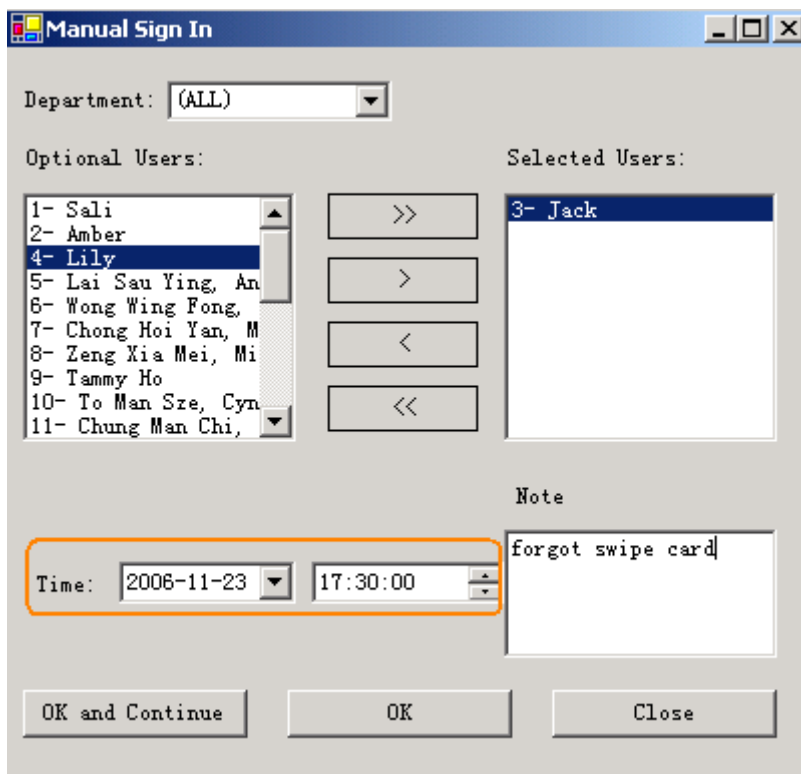 Manual Sign In
Department: (ALL)
Optional Users:
Selected Users:
1- Sali
2- Amber
4- Lily
5- Lai Sau Ying, An
6- Wong Wing Fong,
7- Chong Hoi Yan, M
8- Zeng Xia Mei, Mi
9- Tammy Ho
10- To Man Sze, Cyn
11- Chung Man Chi,
>>
>
<
<<
3- Jack
Note
forgot swipe card
Time: 2006-11-23 17:30:00
OK and Continue OK Close